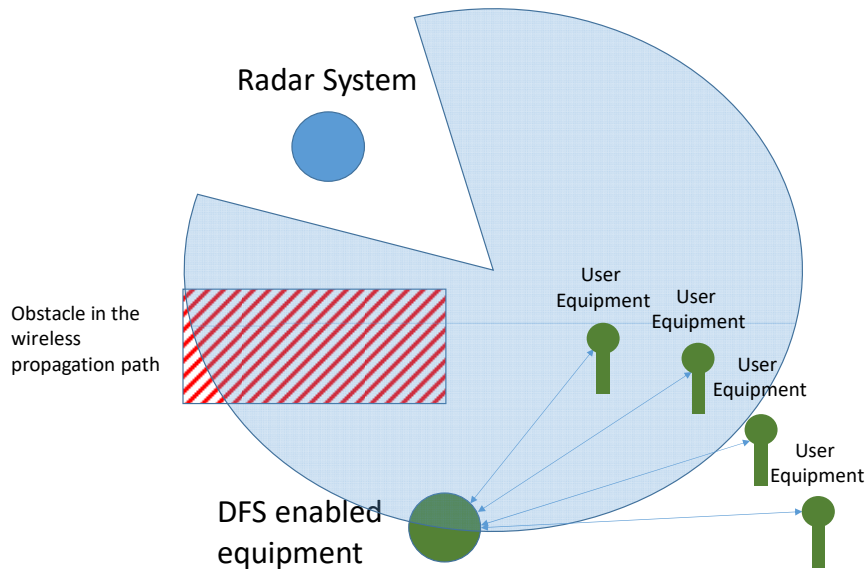 Radar System
Obstacle in the
wireless
propagation path
User
Equipment
User
Equipment
User
Equipment
User
Equipment
DFS enabled
equipment